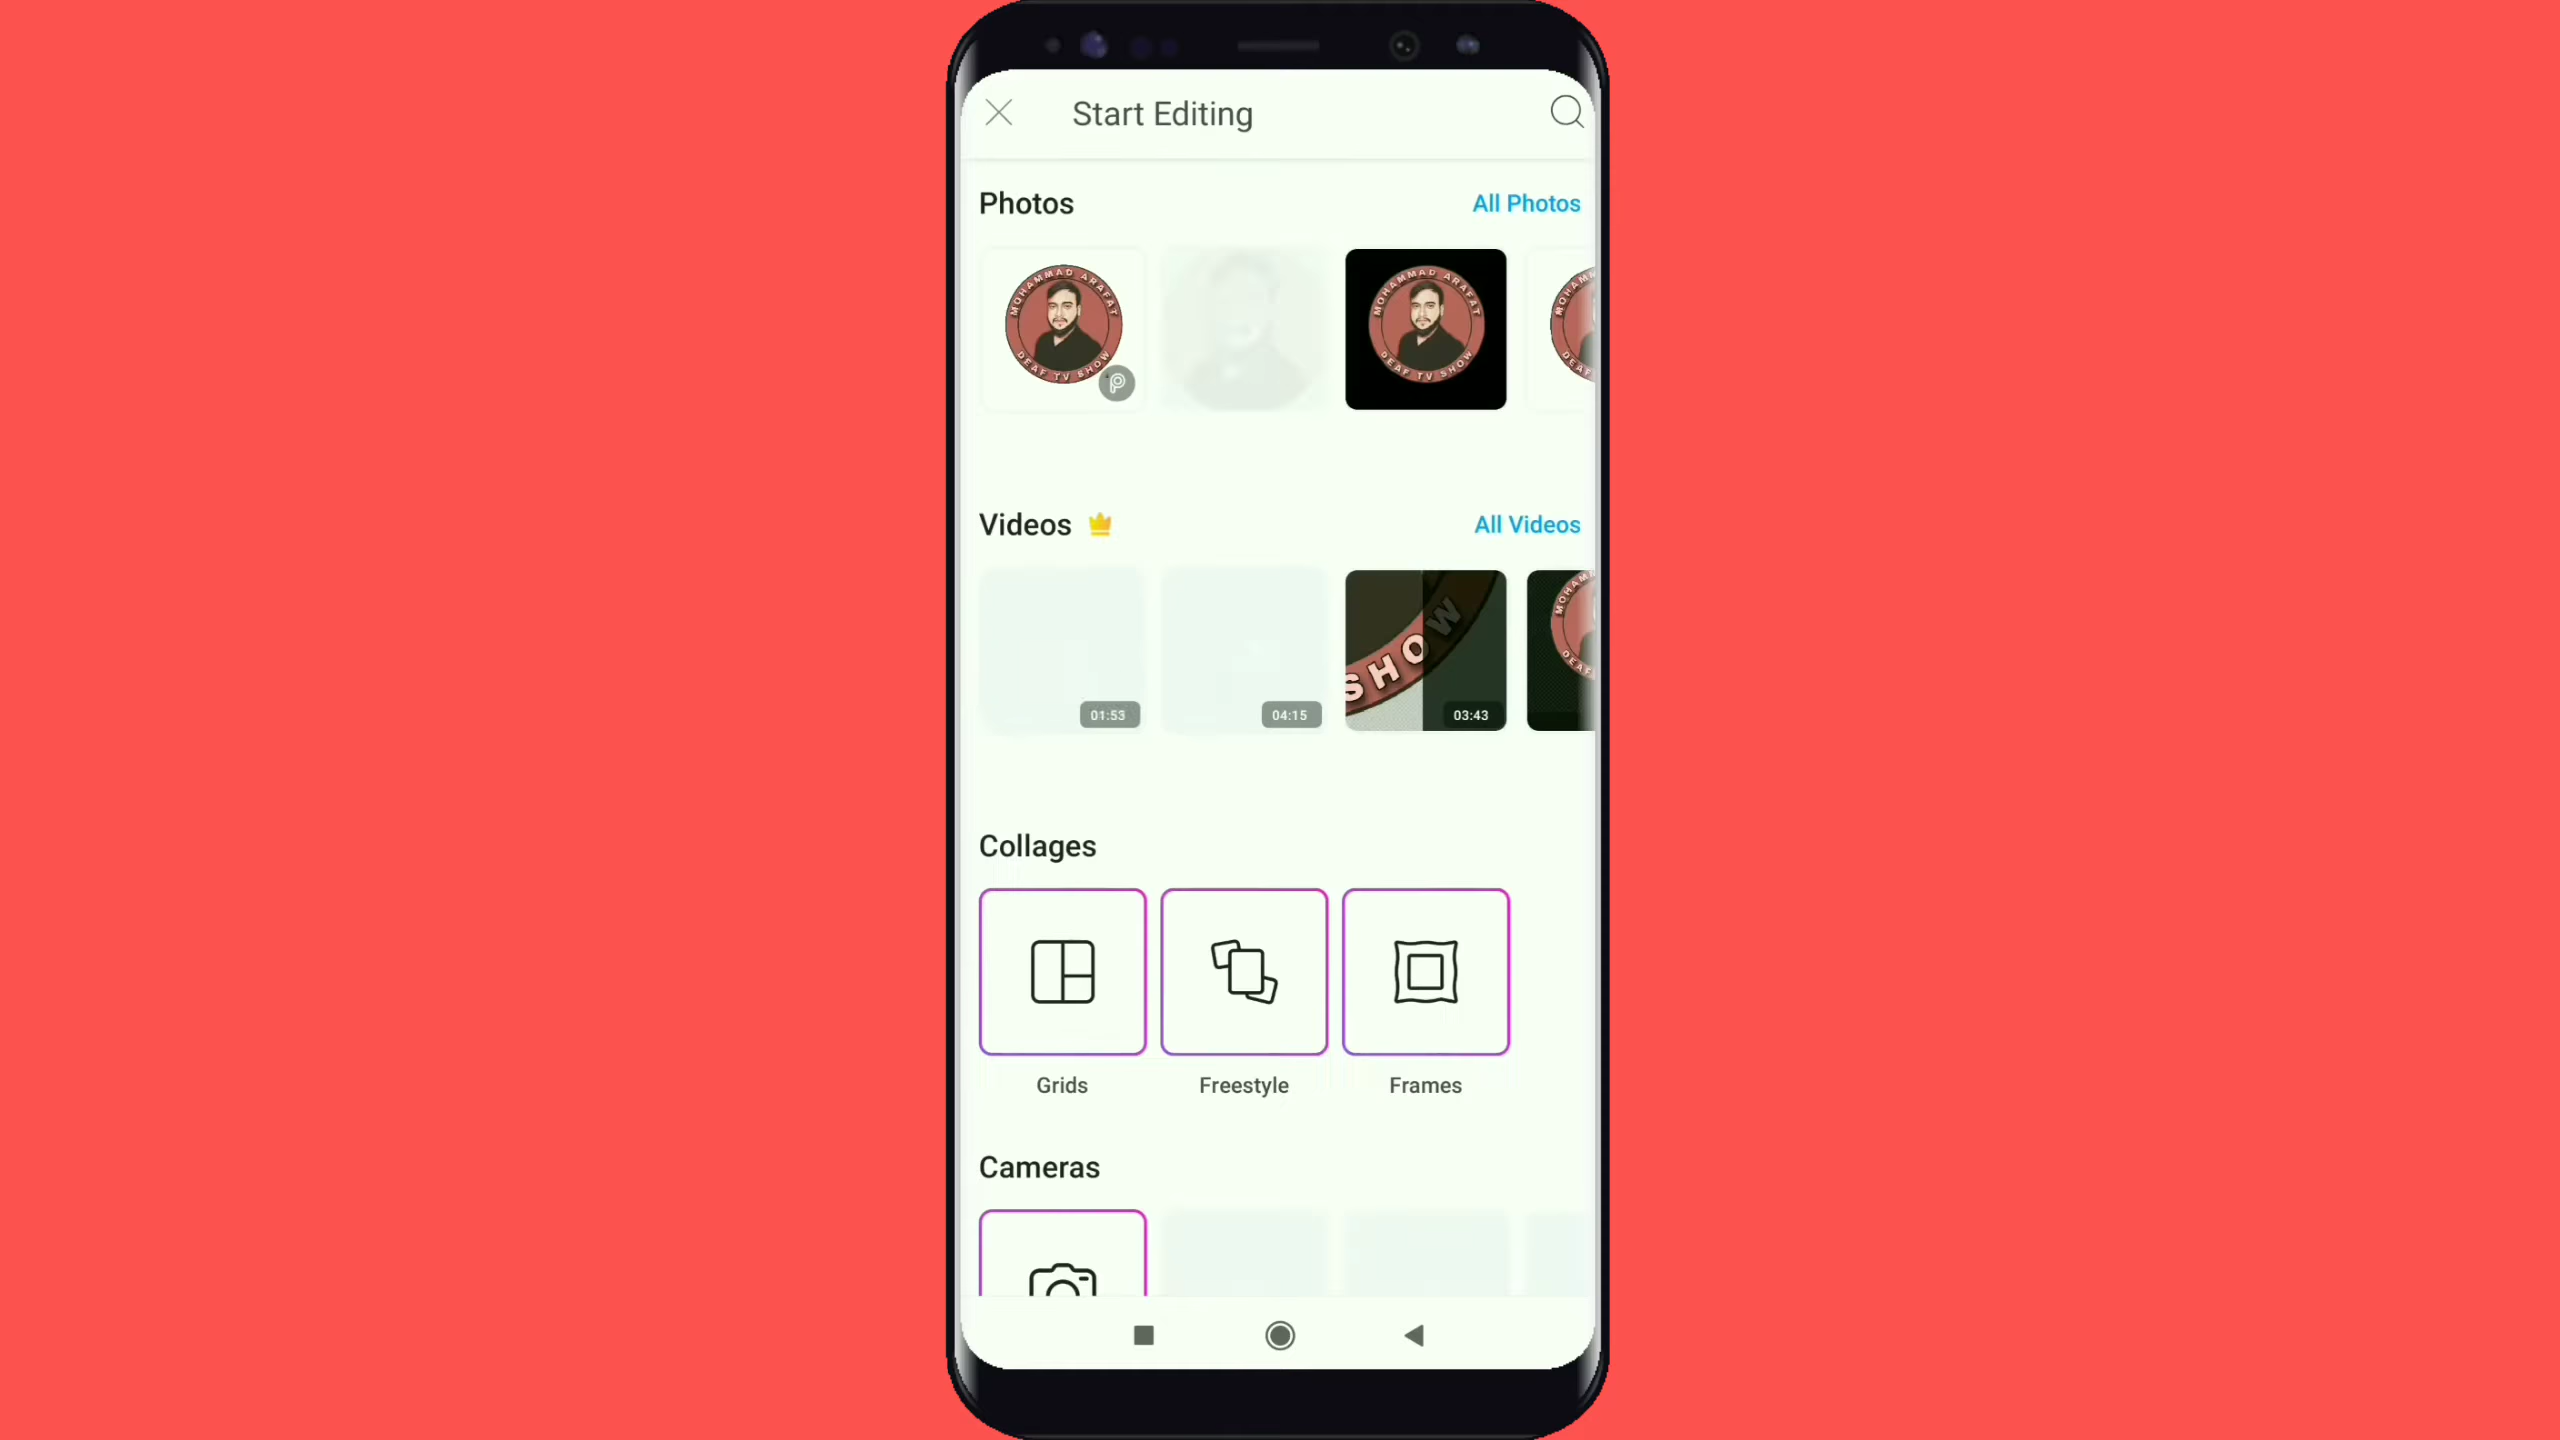 Start Editing
Photos
All Photos
MOHAMMAD ARAFAT
DEAF TV SHOW
MOHAMMAD ARAFAT
DEAF TV SHOW
Videos
All Videos
01:53
04:15
SHOW
03:43
Collages
Grids
Freestyle
Frames
Cameras